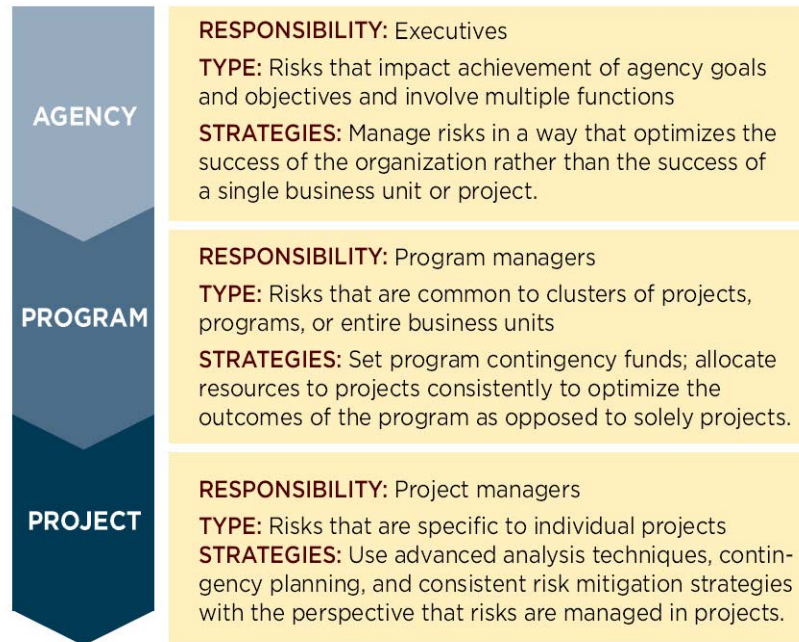 AGENCY
RESPONSIBILITY: Executives
TYPE: Risks that impact achievement of agency goals
and objectives and involve multiple functions
STRATEGIES: Manage risks in a way that optimizes the
success of the organization rather than the success of
a single business unit or project.
PROGRAM
RESPONSIBILITY: Program managers
TYPE: Risks that are common to clusters of projects,
programs, or entire business units
STRATEGIES: Set program contingency funds; allocate
resources to projects consistently to optimize the
outcomes of the program as opposed to solely projects.
PROJECT
RESPONSIBILITY: Project managers
TYPE: Risks that are specific to individual projects
STRATEGIES: Use advanced analysis techniques, contin-
gency planning, and consistent risk mitigation strategies
with the perspective that risks are managed in projects.